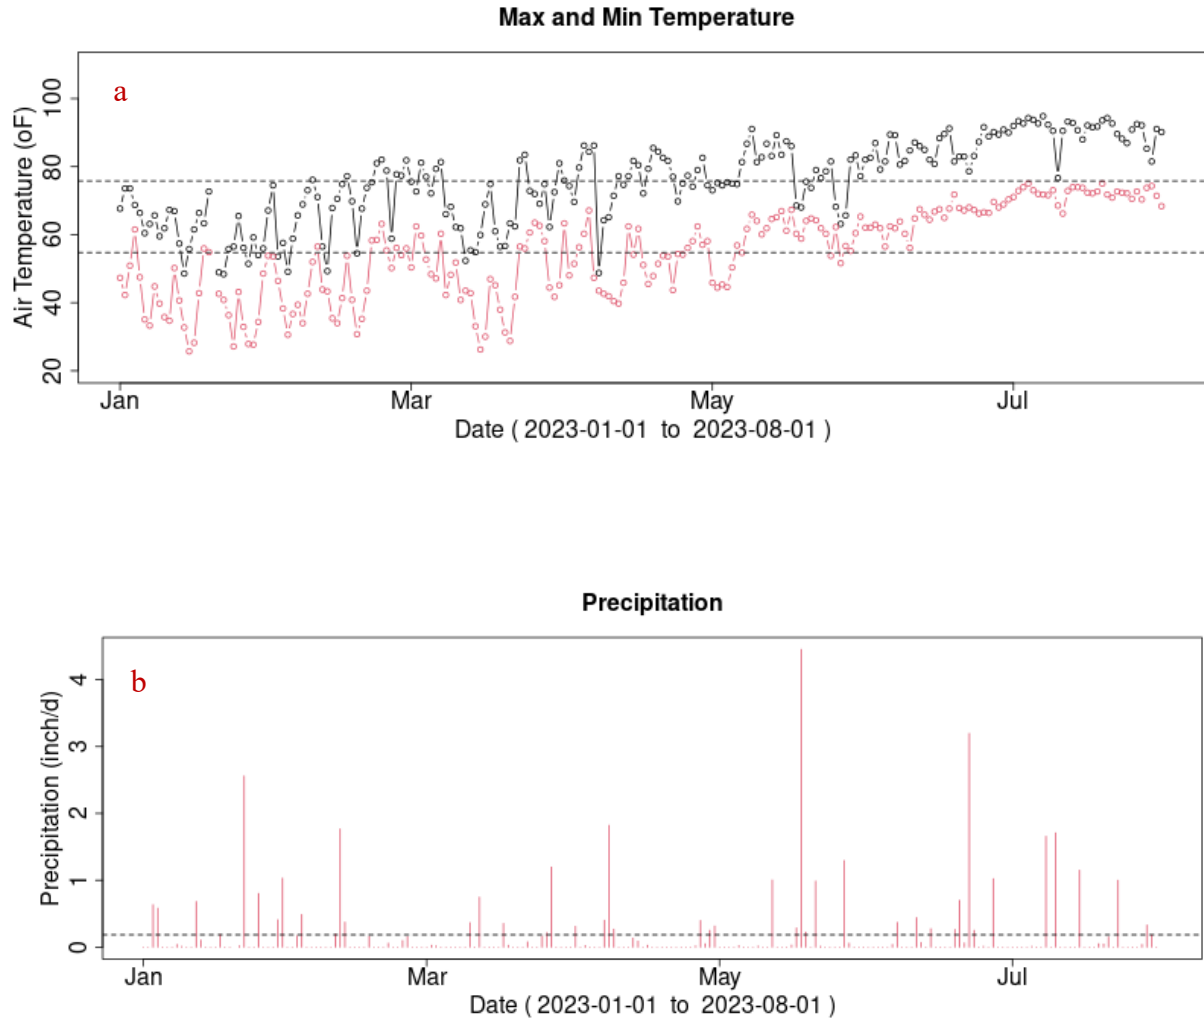 Max and Min Temperature
a
Air Temperature (oF)
100
80
60
40
20
Jan Mar May Jul
Date ( 2023-01-01 to 2023-08-01 )
Precipitation
b
Precipitation (inch/d)
4
3
2
1
0
Jan Mar May Jul
Date ( 2023-01-01 to 2023-08-01 )